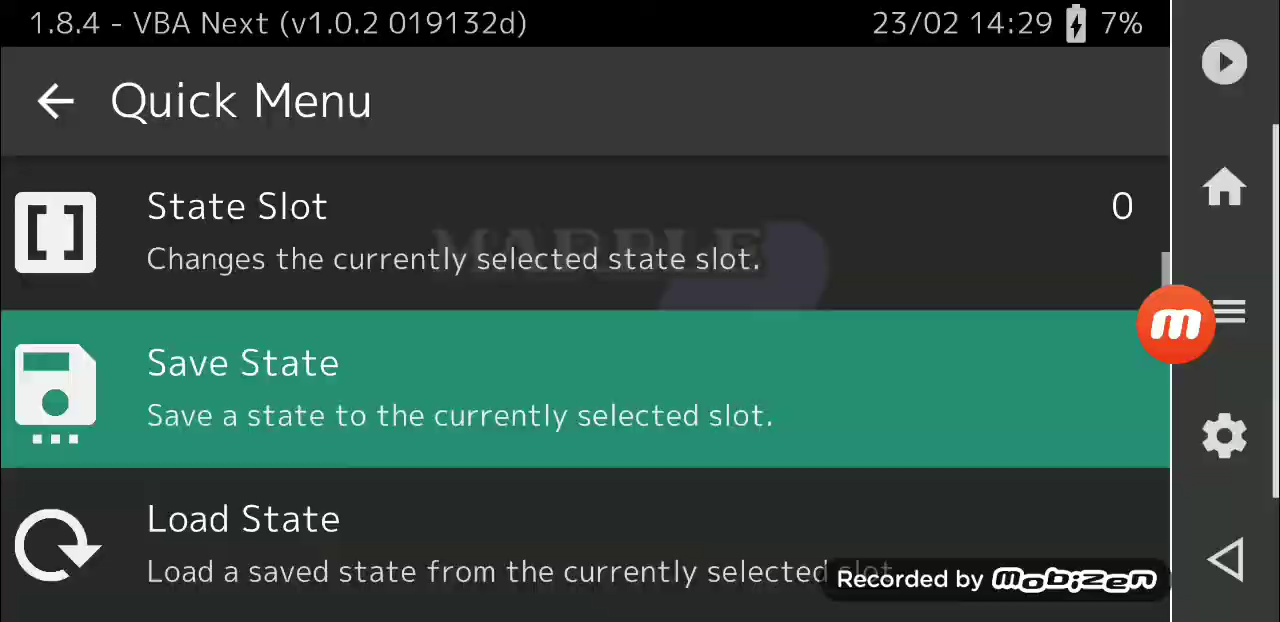 1.8.4 - VBA Next (v1.0.2 019132d)
23/02 14:29 7%
Quick Menu
State Slot
0
Changes the currently selected state slot.
MARBLE
Save State
Save a state to the currently selected slot.
Load State
Load a saved state from the currently selected slot.
Recorded by mobizen